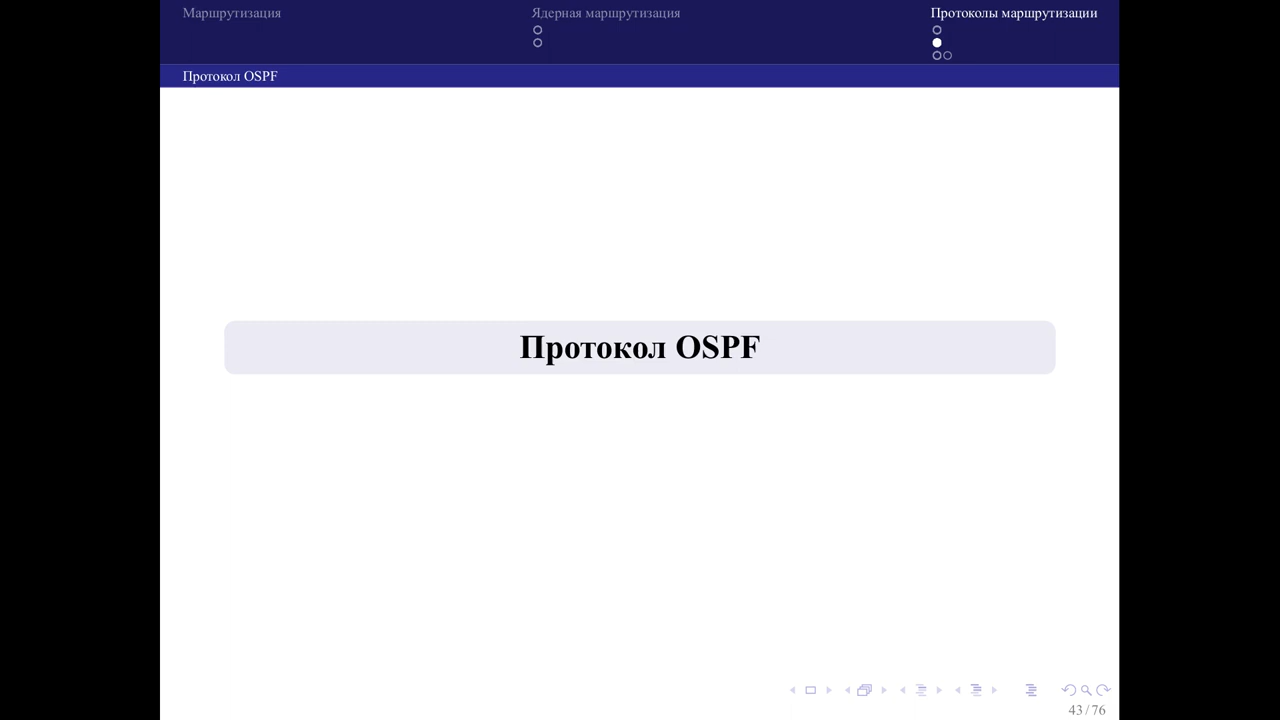 Маршрутизация
Ядерная маршрутизация
Протоколы маршрутизации
Протокол OSPF
Протокол OSPF
43 / 76